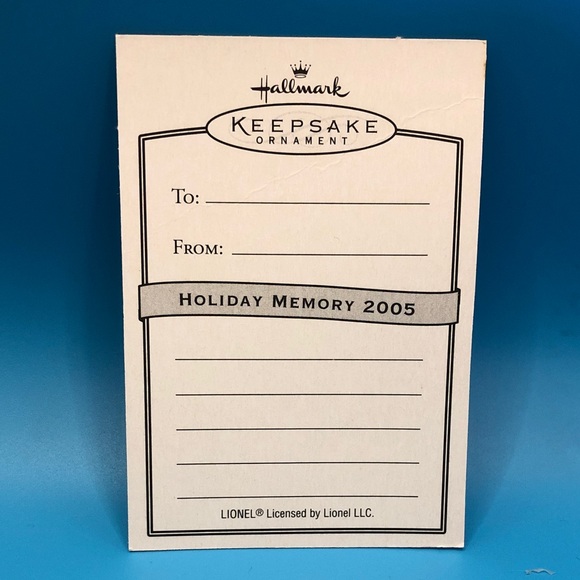 Hallmark
KEEPSAKE
ORNAMENT
TO:
FROM:
HOLIDAY MEMORY 2005
LIONEL® Licensed by Lionel LLC.